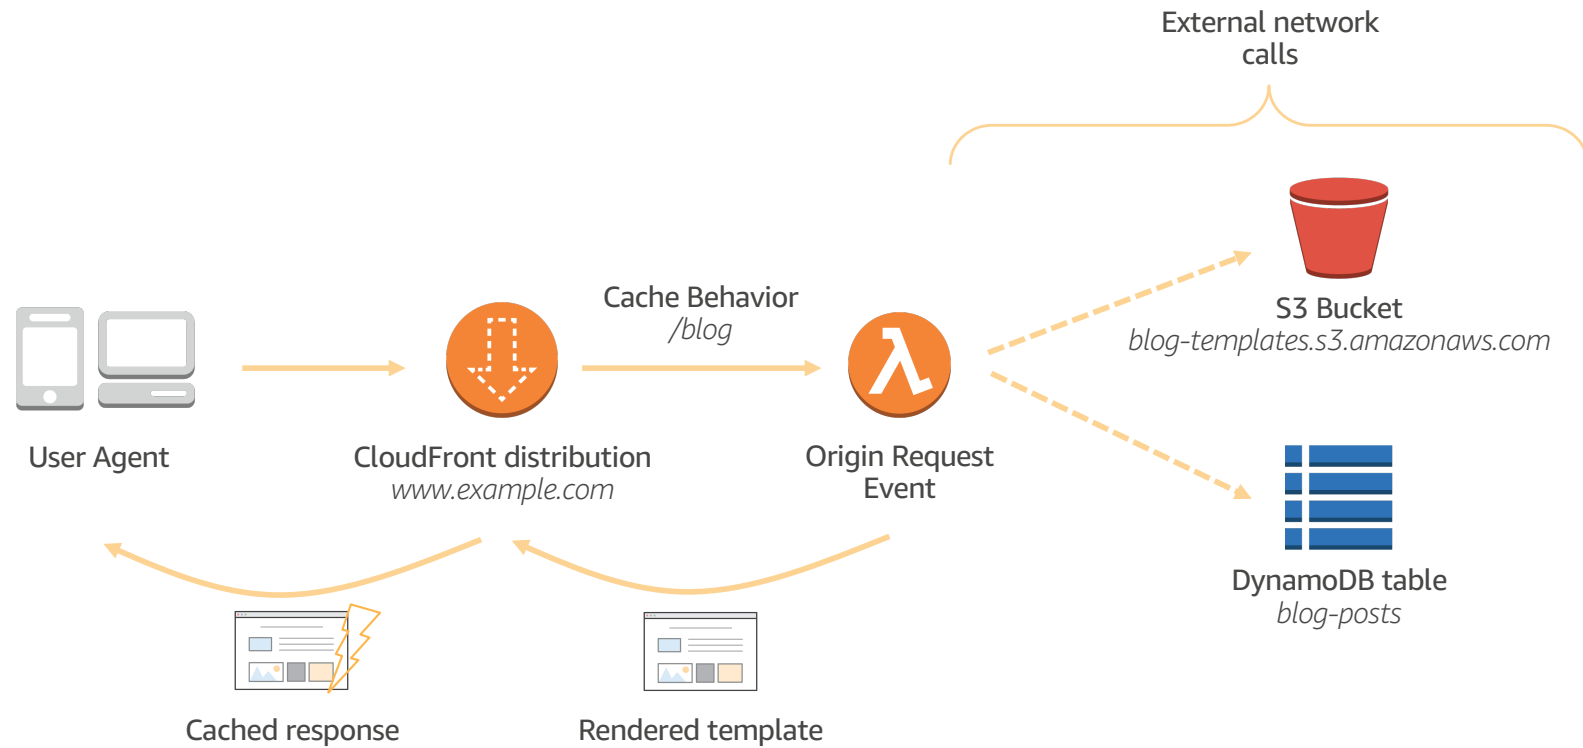 External network
calls
Cache Behavior
/blog
S3 Bucket
blog-templates.s3.amazonaws.com
User Agent
CloudFront distribution
www.example.com
Origin Request
Event
DynamoDB table
blog-posts
Cached response
Rendered template